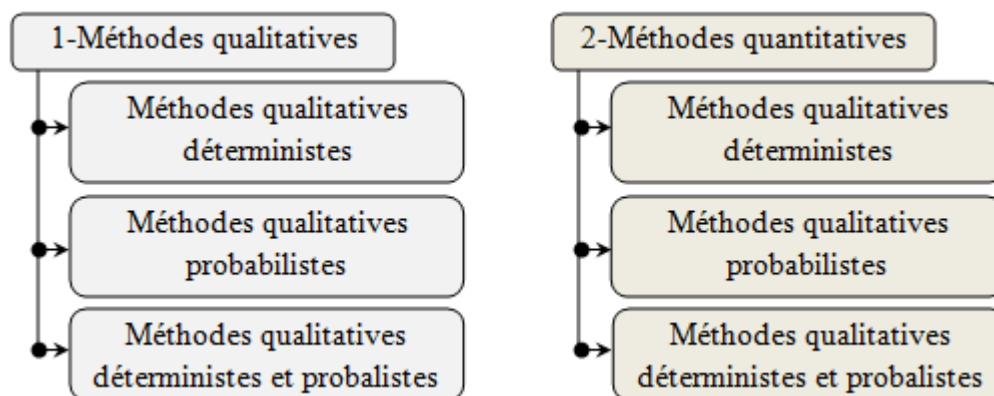 1-Méthodes qualitatives
Méthodes qualitatives
déterministes
Méthodes qualitatives
probabilistes
Méthodes qualitatives
déterministes et probalistes
2-Méthodes quantitatives
Méthodes qualitatives
déterministes
Méthodes qualitatives
probabilistes
Méthodes qualitatives
déterministes et probalistes